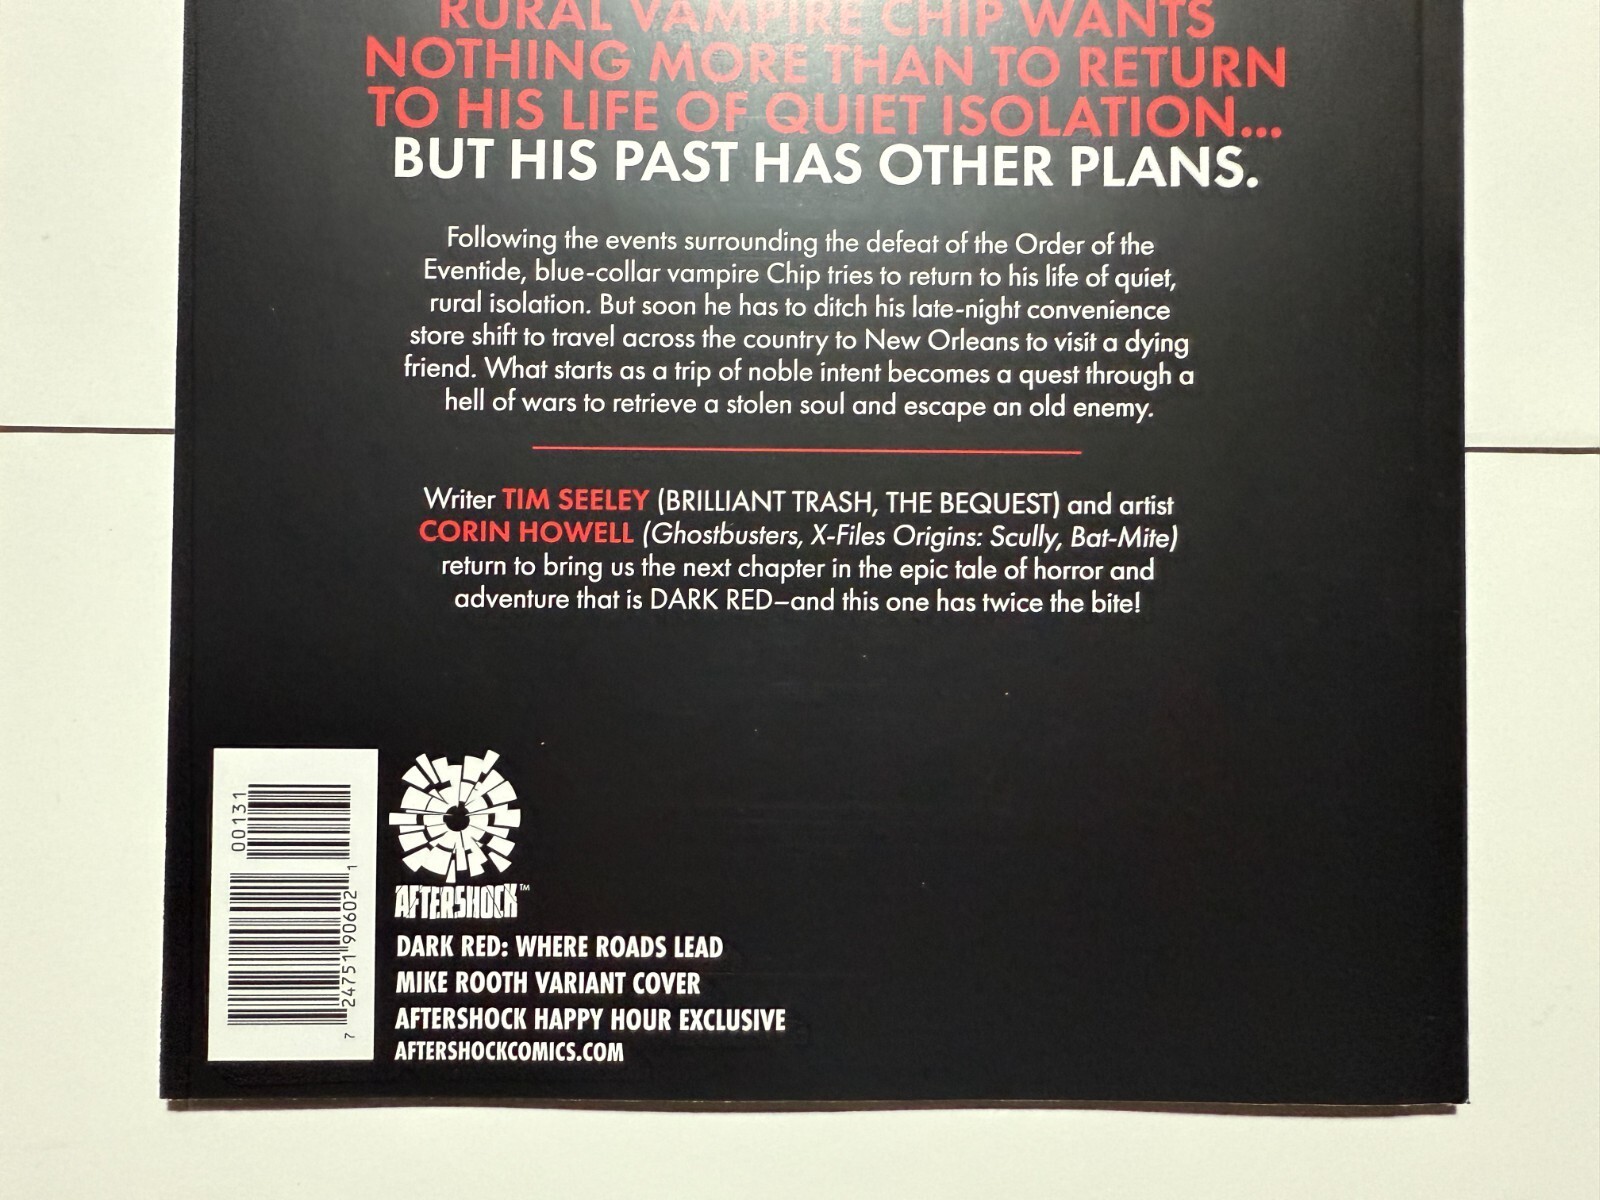 RURAL VAMPIRE CHIP WANTS
NOTHING MORE THAN TO RETURN
TO HIS LIFE OF QUIET ISOLATION...
BUT HIS PAST HAS OTHER PLANS.
Following the events surrounding the defeat of the Order of the
Eventide, blue-collar vampire Chip tries to return to his life of quiet,
rural isolation. But soon he has to ditch his late-night convenience
store shift to travel across the country to New Orleans to visit a dying
friend. What starts as a trip of noble intent becomes a quest through a
hell of wars to retrieve a stolen soul and escape an old enemy.
Writer TIM SEELEY (BRILLIANT TRASH, THE BEQUEST) and artist
CORIN HOWELL (Ghostbusters, X-Files Origins: Scully, Bat-Mite)
return to bring us the next chapter in the epic tale of horror and
adventure that is DARK RED–and this one has twice the bite!
00131
7 24751 90602 1
AFTERSHOCK™
DARK RED: WHERE ROADS LEAD
MIKE ROOTH VARIANT COVER
AFTERSHOCK HAPPY HOUR EXCLUSIVE
AFTERSHOCKCOMICS.COM